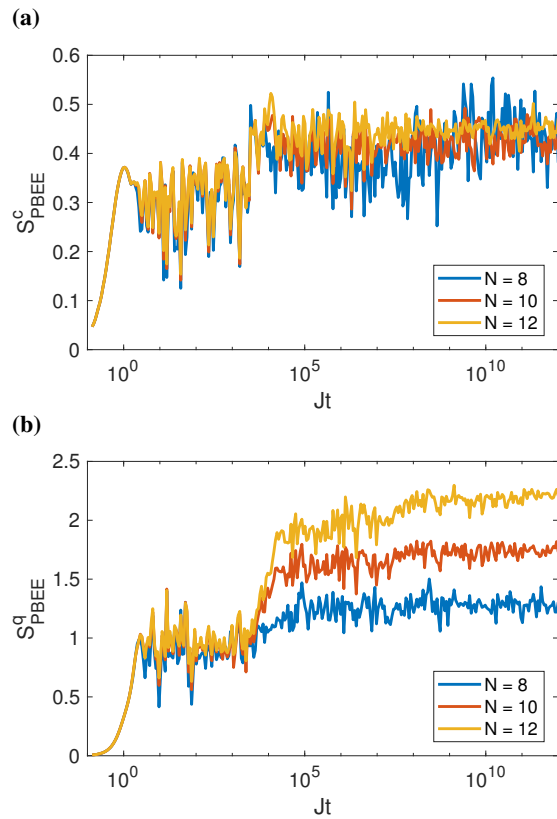 (a)
0.6
0.5
0.4
0.3
0.2
0.1
0
S^c_PBEE
N = 8
N = 10
N = 12
10^0
10^5
10^10
Jt
(b)
2.5
2
1.5
1
0.5
0
S^q_PBEE
N = 8
N = 10
N = 12
10^0
10^5
10^10
Jt